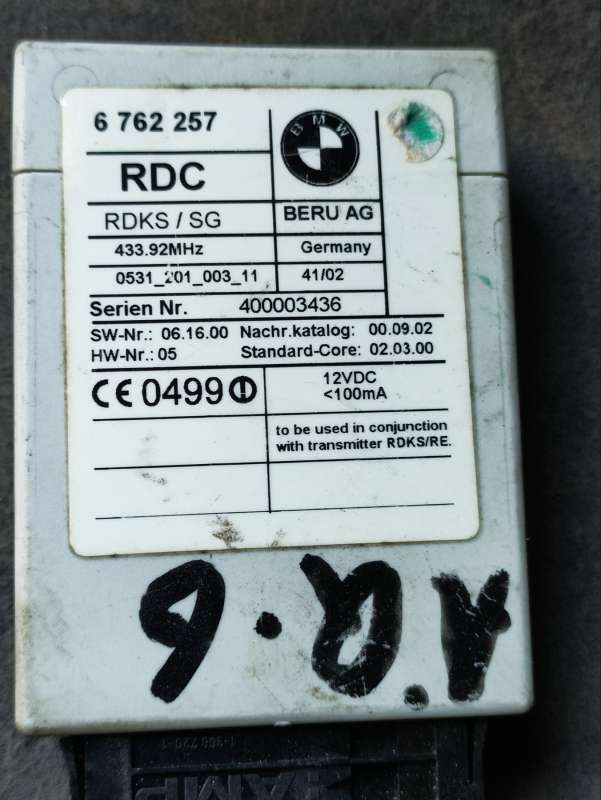 6 762 257
BMW
RDC
RDKS / SG
BERU AG
433.92MHz
Germany
0531_201_003_11
41/02
Serien Nr. 400003436
SW-Nr.: 06.16.00 Nachr.katalog: 00.09.02
HW-Nr.: 05 Standard-Core: 02.03.00
CE 0499
12VDC
<100mA
to be used in conjunction
with transmitter RDKS/RE.
AMP